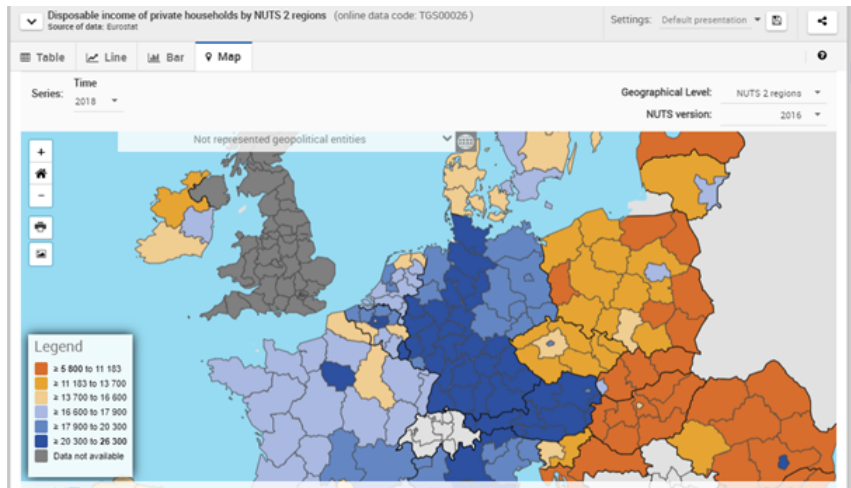 Disposable income of private households by NUTS 2 regions (online data code: TGS00026 )
Source of data: Eurostat
Settings: Default presentation
Table Line Bar Map
Series: Time
2018
Geographical Level: NUTS 2 regions
NUTS version: 2016
Not represented geopolitical entities
+
-
Legend
≥ 5 800 to 11 183
≥ 11 183 to 13 700
≥ 13 700 to 16 600
≥ 16 600 to 17 900
≥ 17 900 to 20 300
≥ 20 300 to 26 300
Data not available